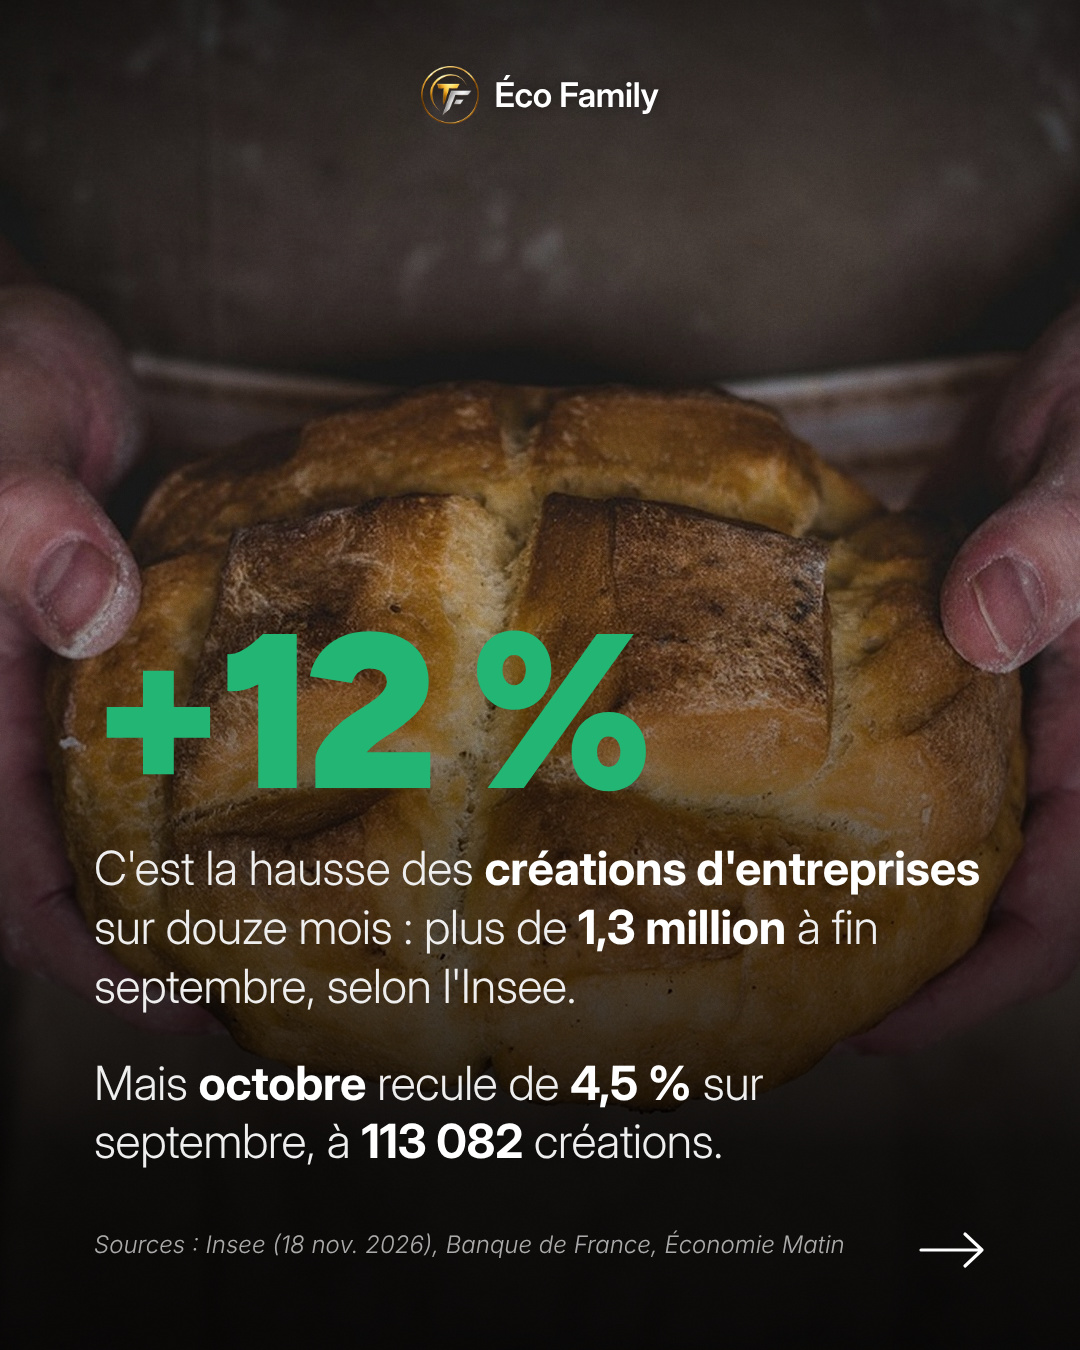 TF Éco Family
+12 %
C'est la hausse des créations d'entreprises
sur douze mois : plus de 1,3 million à fin
septembre, selon l'Insee.
Mais octobre recule de 4,5 % sur
septembre, à 113 082 créations.
Sources : Insee (18 nov. 2026), Banque de France, Économie Matin